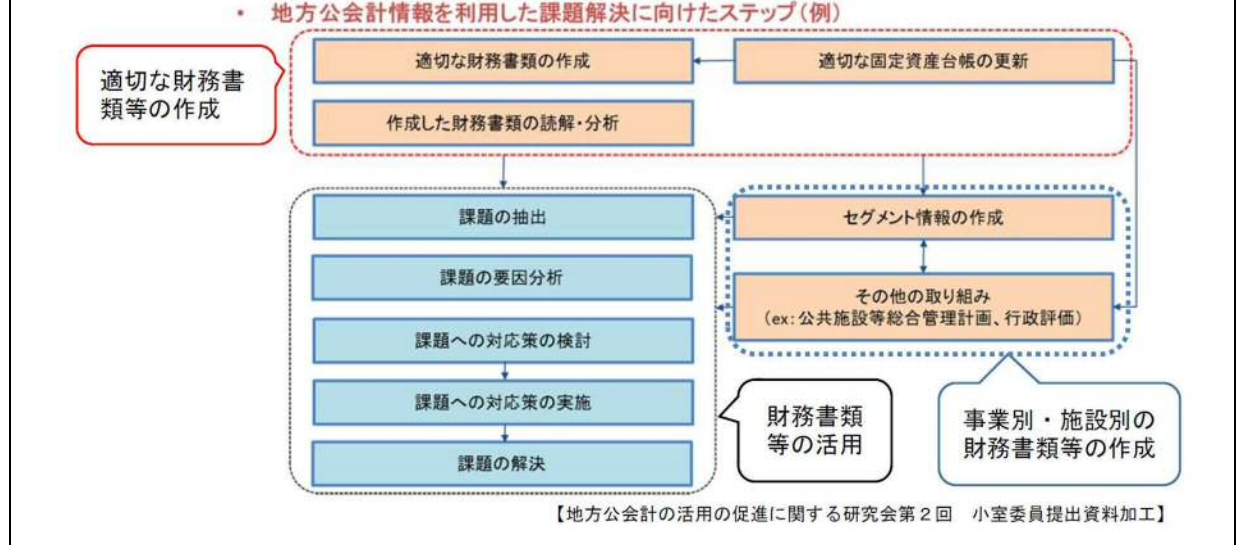 ・ 地方公会計情報を利用した課題解決に向けたステップ(例)
適切な財務書
類等の作成
適切な財務書類の作成
適切な固定資産台帳の更新
作成した財務書類の読解・分析
課題の抽出
セグメント情報の作成
課題の要因分析
その他の取り組み
(ex:公共施設等総合管理計画、行政評価)
課題への対応策の検討
課題への対応策の実施
課題の解決
財務書類
等の活用
事業別・施設別の
財務書類等の作成
【地方公会計の活用の促進に関する研究会第2回 小室委員提出資料加工】